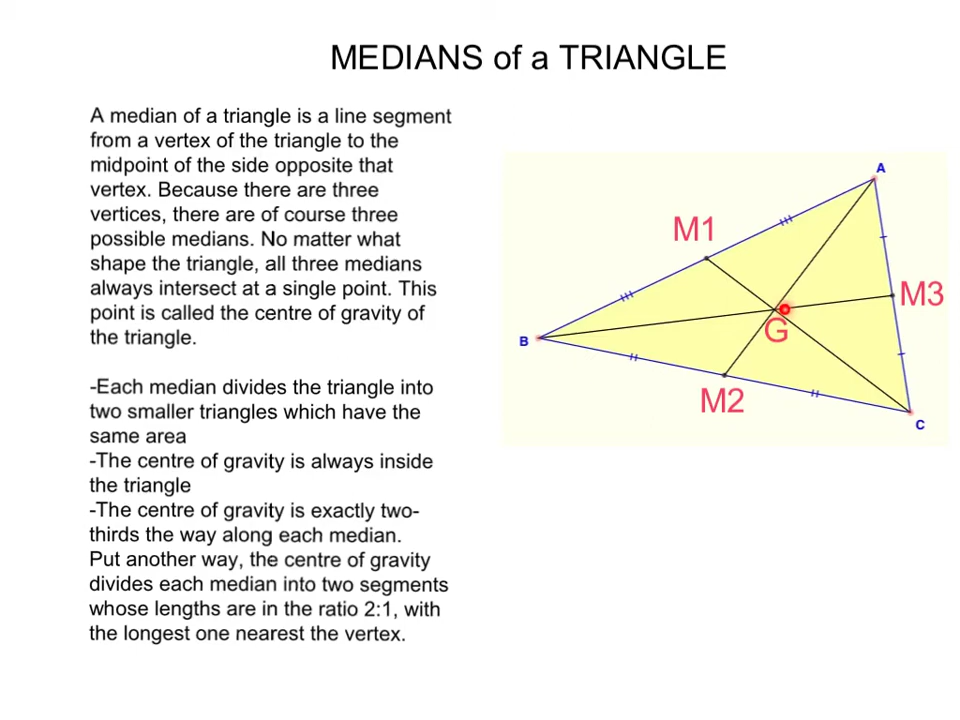 MEDIANS of a TRIANGLE
A median of a triangle is a line segment
from a vertex of the triangle to the
midpoint of the side opposite that
vertex. Because there are three
vertices, there are of course three
possible medians. No matter what
shape the triangle, all three medians
always intersect at a single point. This
point is called the centre of gravity of
the triangle.
-Each median divides the triangle into
two smaller triangles which have the
same area
-The centre of gravity is always inside
the triangle
-The centre of gravity is exactly two-
thirds the way along each median.
Put another way, the centre of gravity
divides each median into two segments
whose lengths are in the ratio 2:1, with
the longest one nearest the vertex.
A
M1
M3
G
B
M2
C